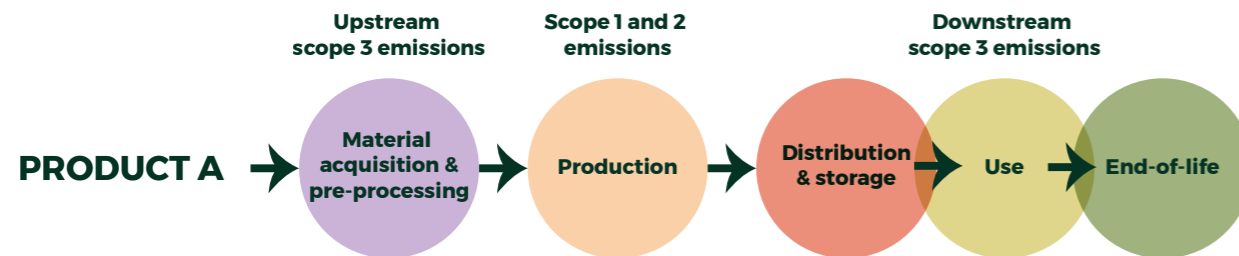 Upstream
scope 3 emissions
Scope 1 and 2
emissions
Downstream
scope 3 emissions
PRODUCT A
Material
acquisition &
pre-processing
Production
Distribution
& storage
Use
End-of-life